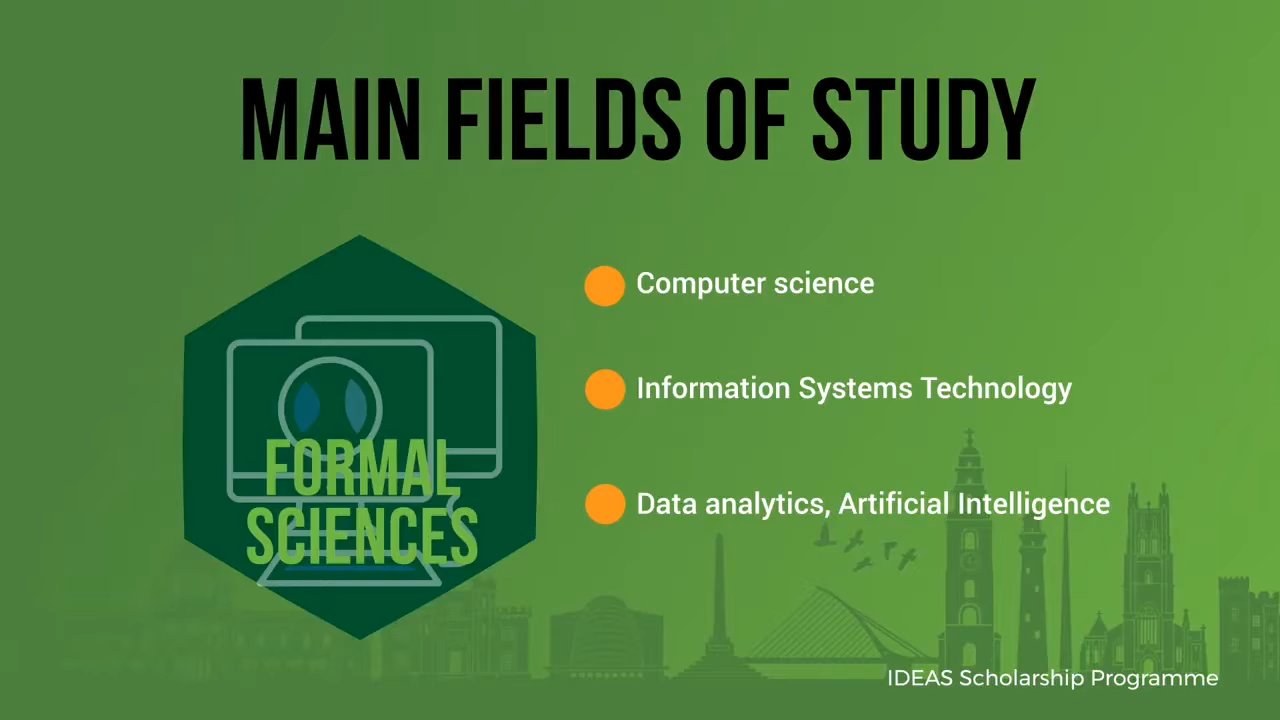 MAIN FIELDS OF STUDY
FORMAL
SCIENCES
Computer science
Information Systems Technology
Data analytics, Artificial Intelligence
IDEAS Scholarship Programme